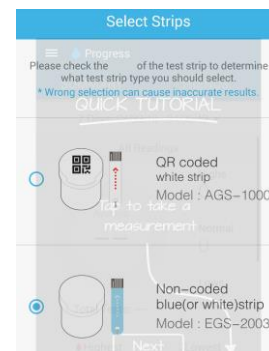 Select Strips
Progress
Please check the of the test strip to determine
what test strip type you should select.
* Wrong selection can cause inaccurate results.
QUICK TUTORIAL
QR coded
white strip
Model : AGS-1000
Tap to take a
measurement
Non-coded
blue(or white)strip
Model : EGS-2003
Next